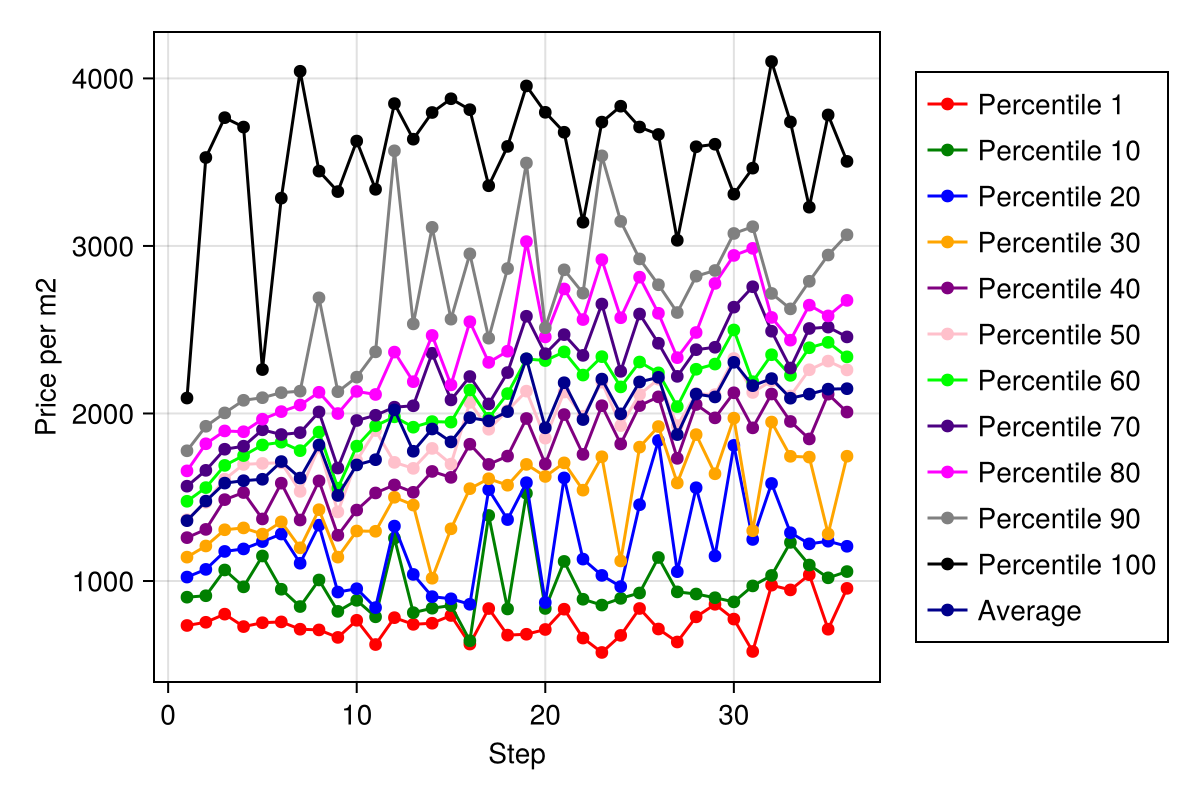 4000
3000
2000
1000
Price per m2
0
10
20
30
Step
Percentile 1
Percentile 10
Percentile 20
Percentile 30
Percentile 40
Percentile 50
Percentile 60
Percentile 70
Percentile 80
Percentile 90
Percentile 100
Average